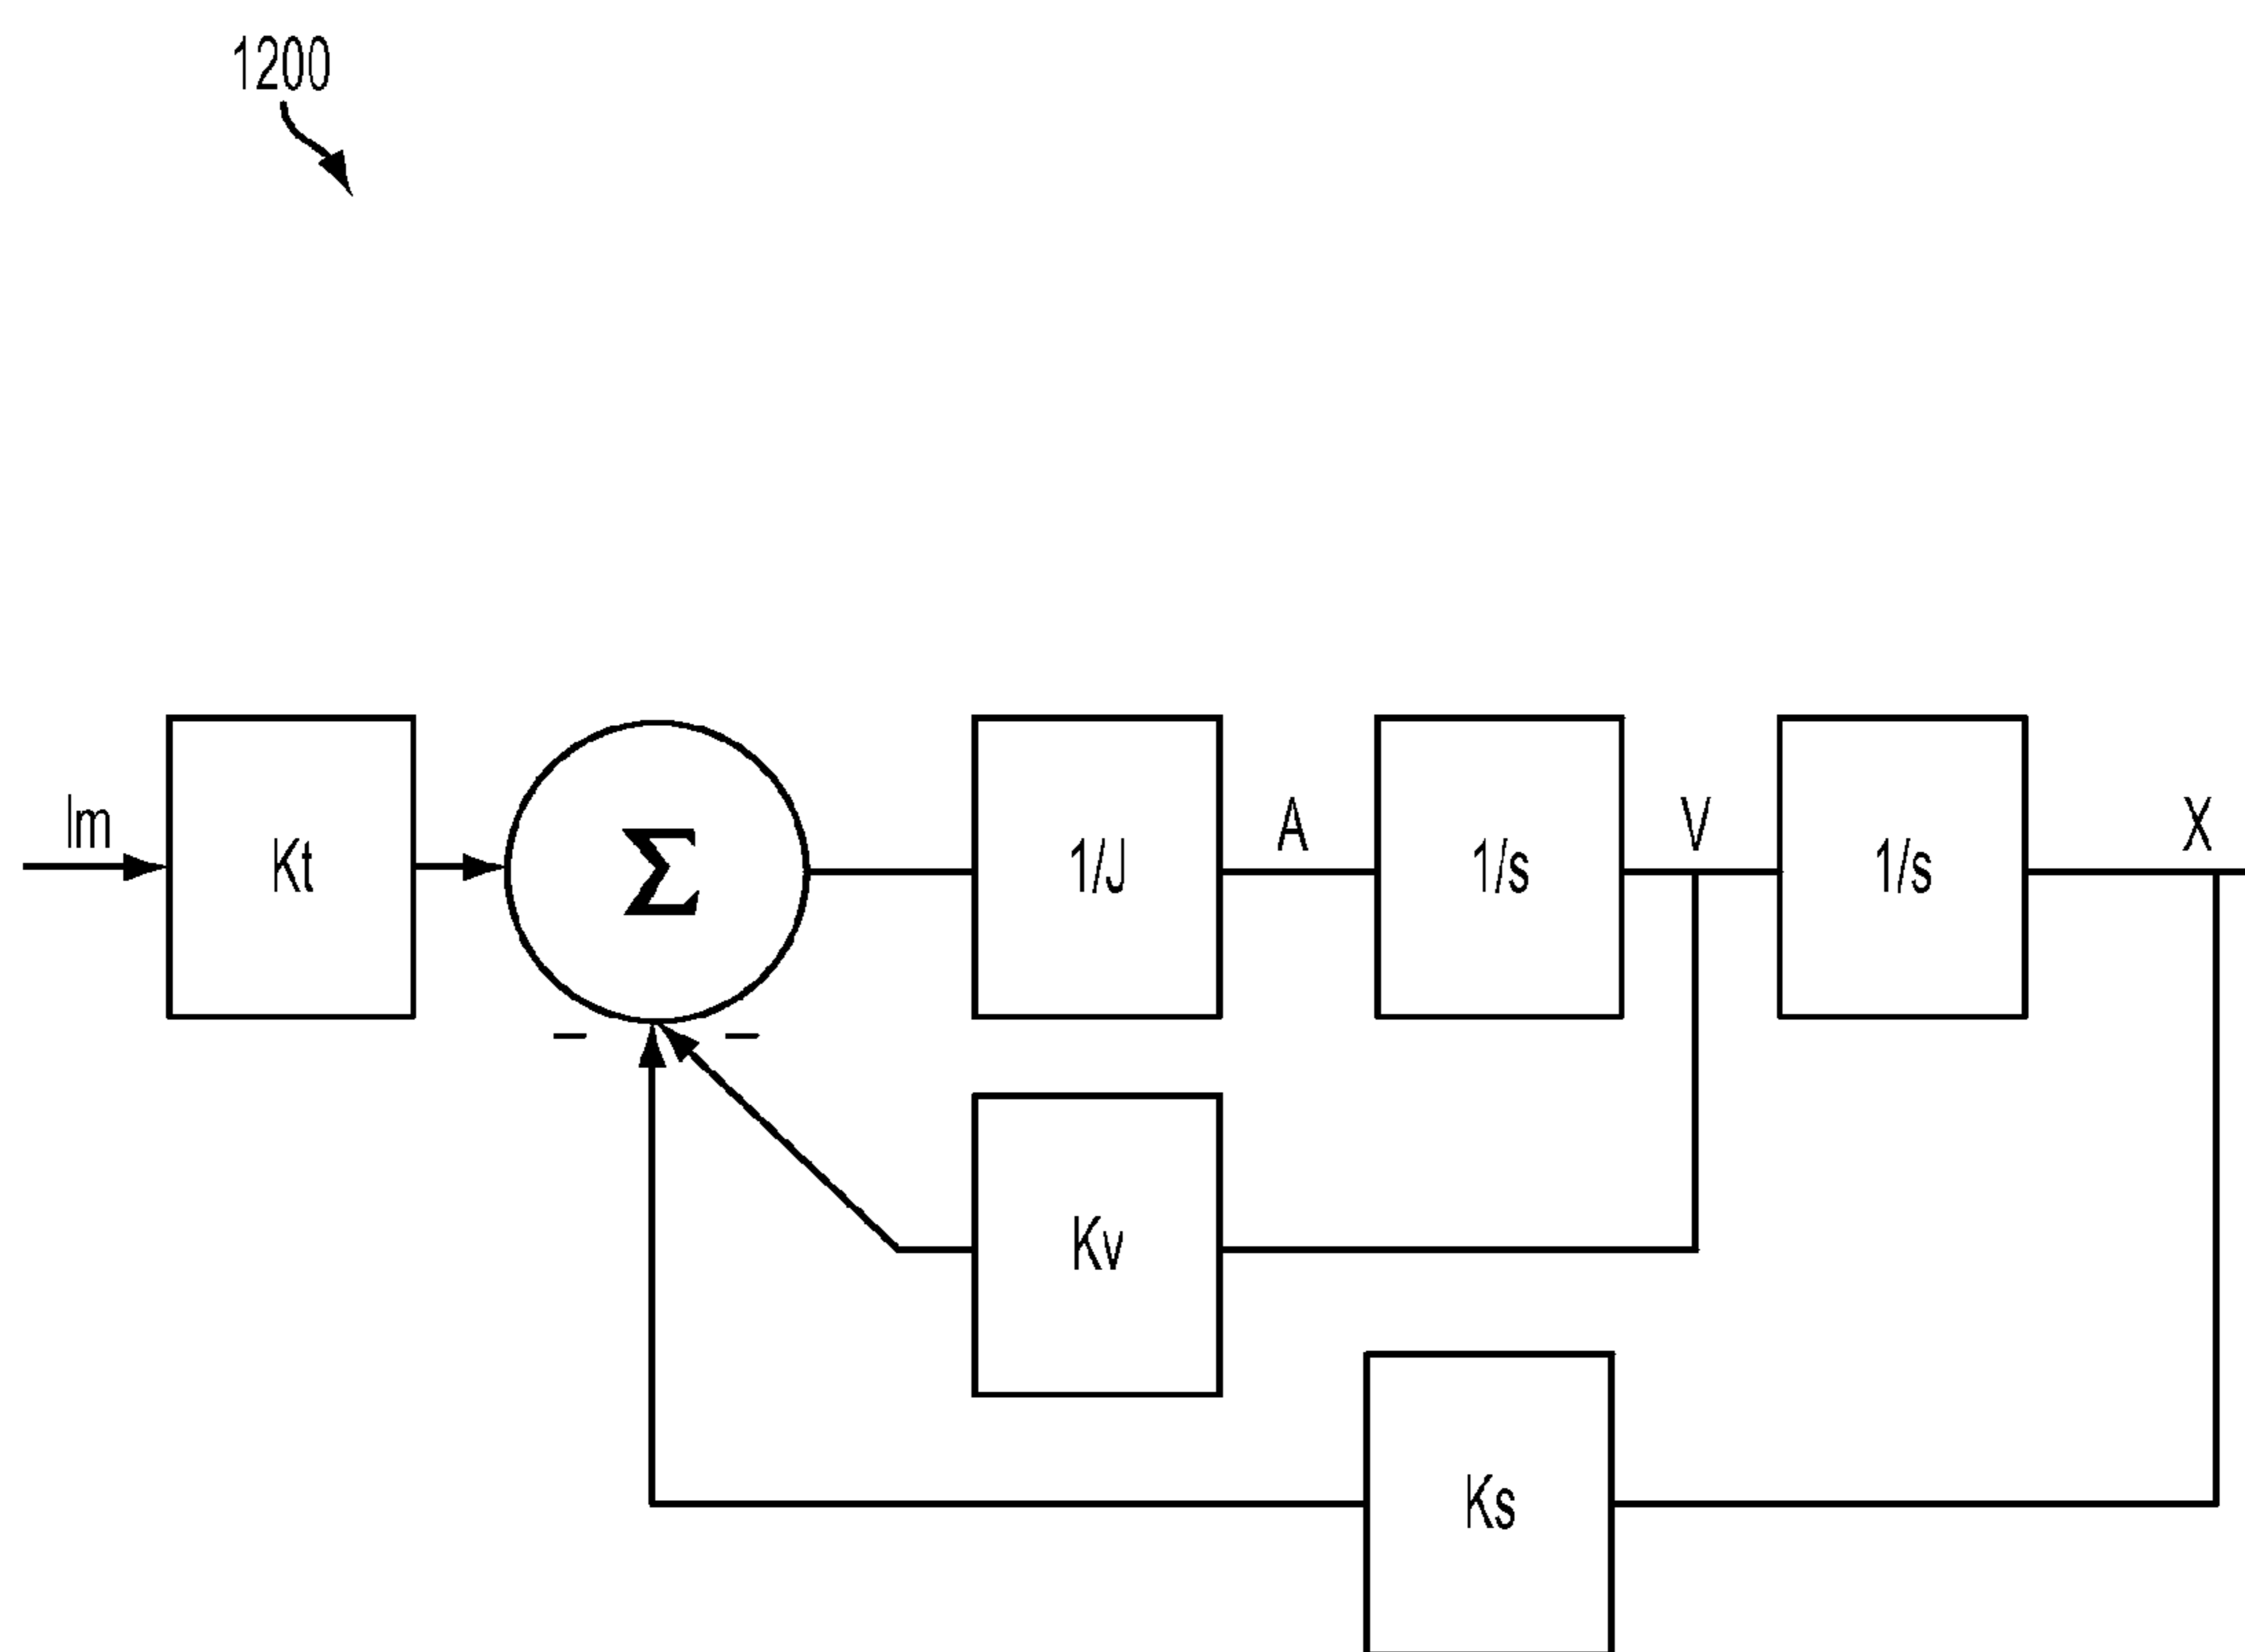 1200
Im
Kt
Σ
1/J
A
1/s
V
1/s
X
– –
Kv
Ks